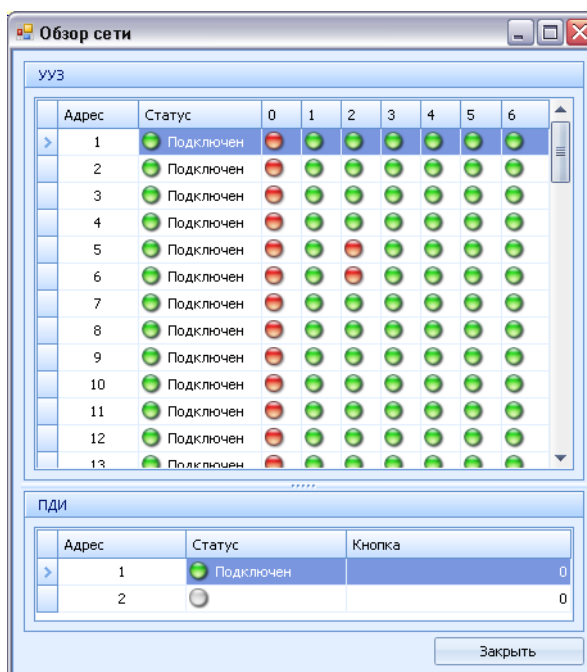 Обзор сети
УУЗ
Адрес Статус 0 1 2 3 4 5 6
1 Подключен
2 Подключен
3 Подключен
4 Подключен
5 Подключен
6 Подключен
7 Подключен
8 Подключен
9 Подключен
10 Подключен
11 Подключен
12 Подключен
13 Подключен
ПДИ
Адрес Статус Кнопка
1 Подключен 0
2 0
Закрыть